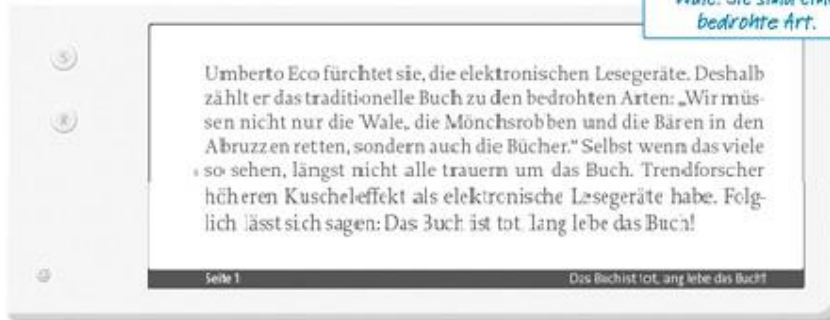 bedrohte Art.
S
R
Umberto Eco fürchtet sie, die elektronischen Lesegeräte. Deshalb
zählt er das traditionelle Buch zu den bedrohten Arten: „Wir müs-
sen nicht nur die Wale, die Mönchsrobben und die Bären in den
Abruzzen retten, sondern auch die Bücher.“ Selbst wenn das viele
so sehen, längst nicht alle trauern um das Buch. Trendforscher
höheren Kuscheleffekt als elektronische Lesegeräte habe. Folg-
lich lässt sich sagen: Das Buch ist tot, lang lebe das Buch!
Seite 1
Das Buch ist tot, lang lebe das Buch!